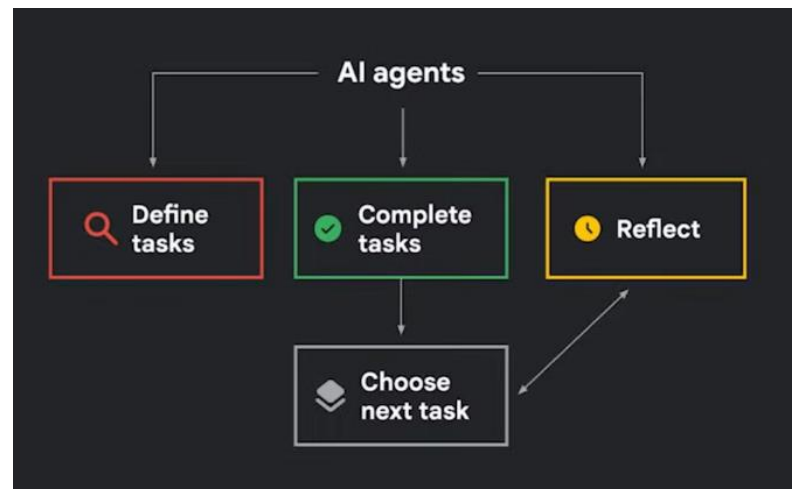 AI agents
Define
tasks
Complete
tasks
Reflect
Choose
next task